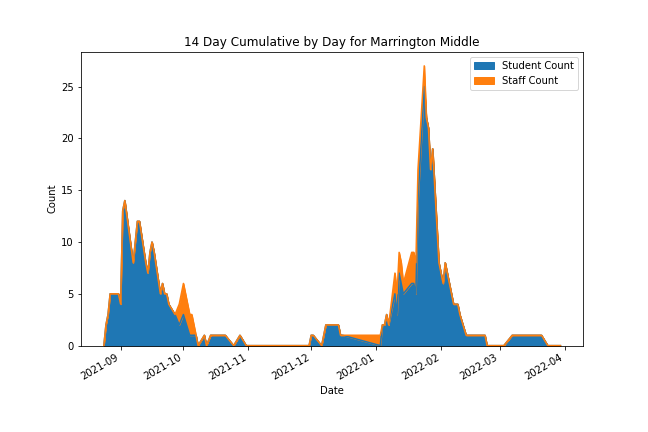 14 Day Cumulative by Day for Marrington Middle
Student Count
Staff Count
Count
25
20
15
10
5
0
2021-09
2021-10
2021-11
2021-12
2022-01
2022-02
2022-03
2022-04
Date